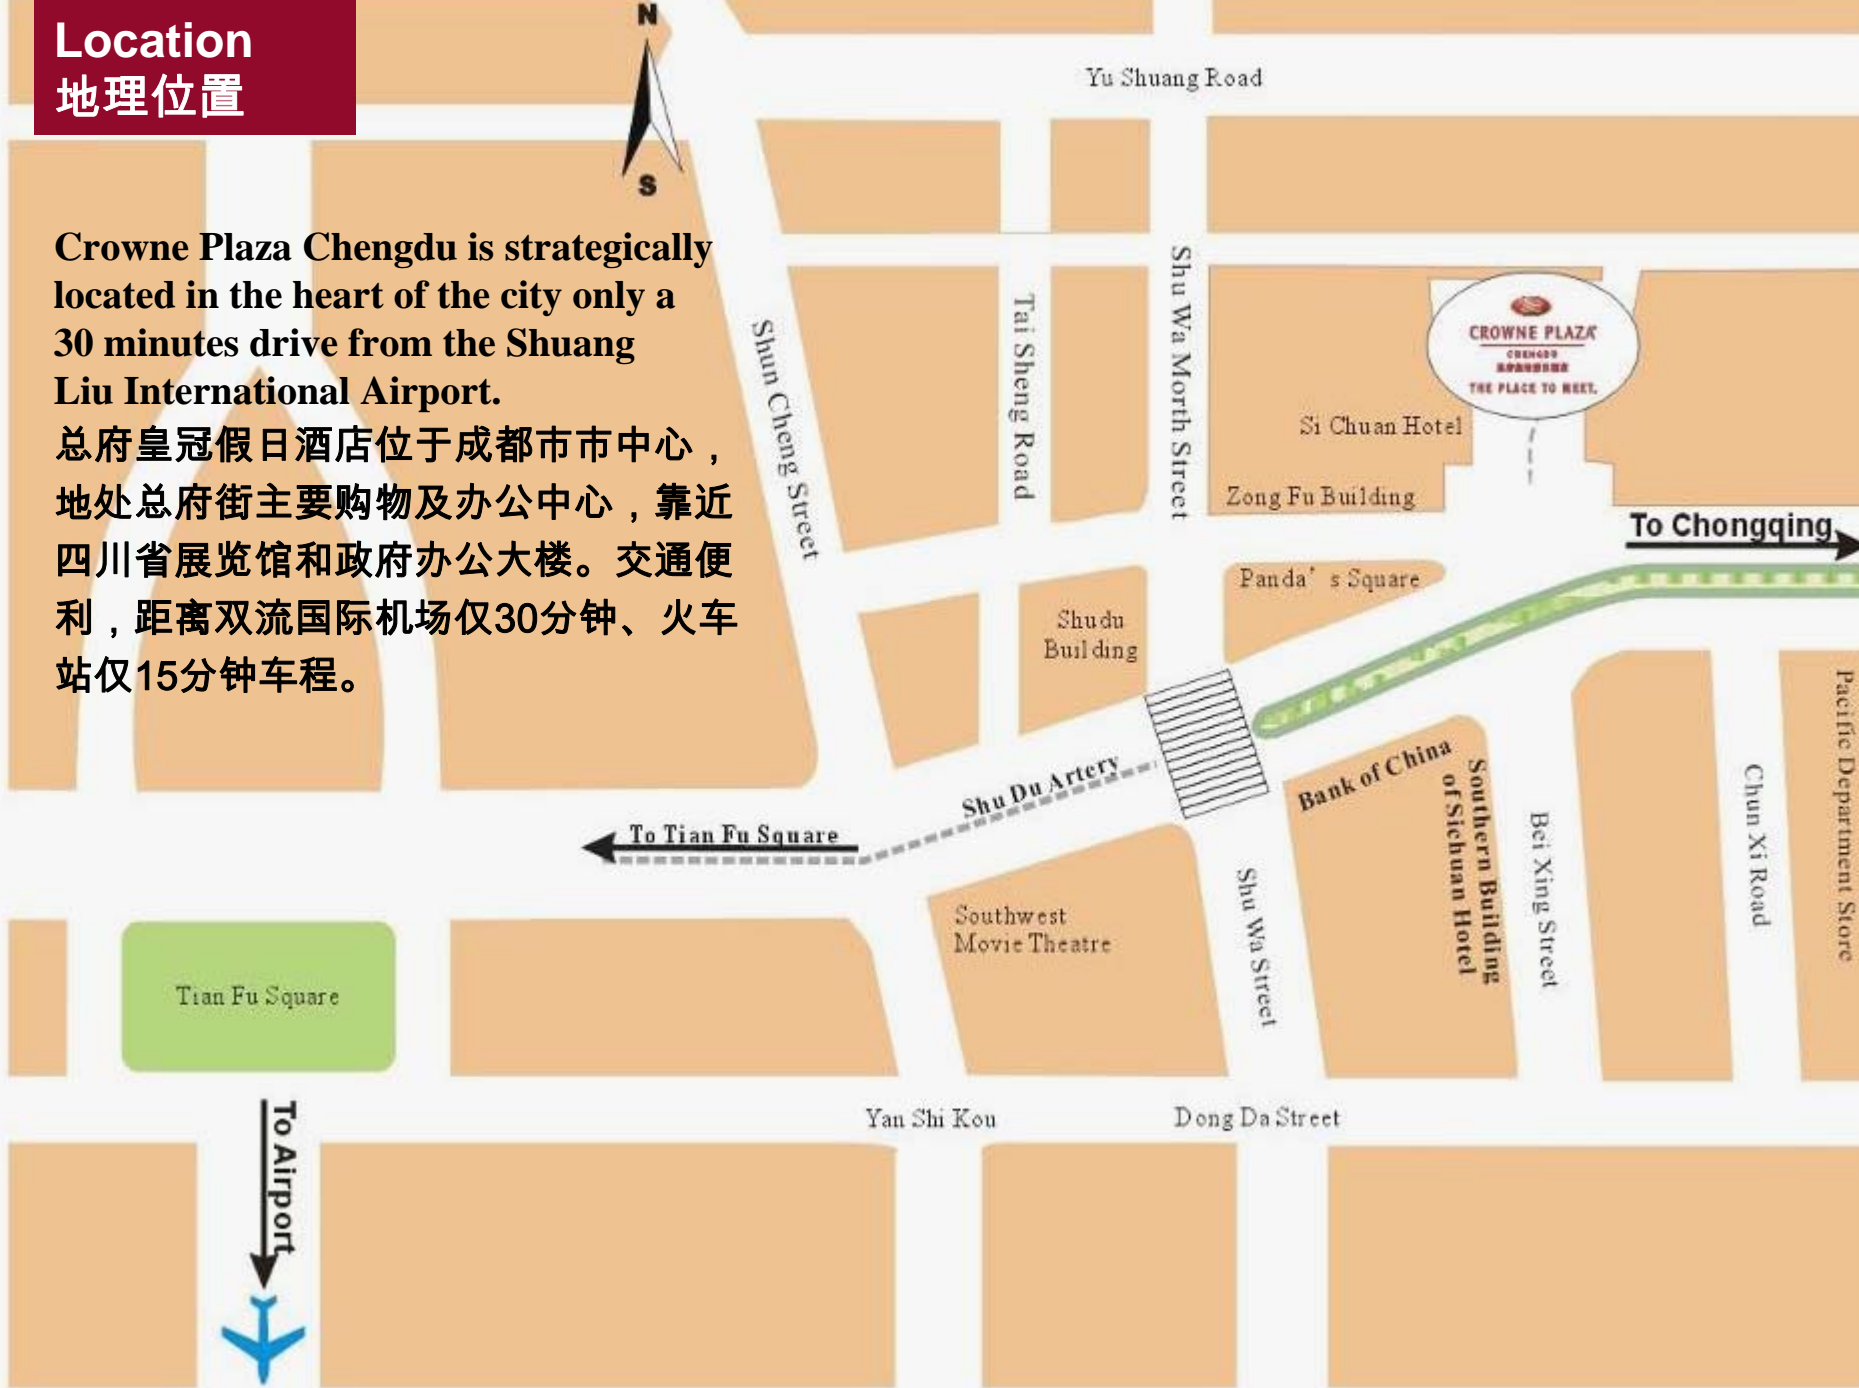 Location
地理位置
N
S
Crowne Plaza Chengdu is strategically
located in the heart of the city only a
30 minutes drive from the Shuang
Liu International Airport.
总府皇冠假日酒店位于成都市市中心，
地处总府街主要购物及办公中心，靠近
四川省展览馆和政府办公大楼。交通便
利，距离双流国际机场仅30分钟、火车
站仅15分钟车程。
Yu Shuang Road
Shun Cheng Street
Tai Sheng Road
Shu Wa Morth Street
CROWNE PLAZA
CHENGDU
THE PLACE TO MEET.
Si Chuan Hotel
Zong Fu Building
To Chongqing
Panda’s Square
Shudu
Building
Shu Du Artery
To Tian Fu Square
Bank of China
Southern Building
of Sichuan Hotel
Bei Xing Street
Chun Xi Road
Pacific Department Store
Shu Wa Street
Southwest
Movie Theatre
Tian Fu Square
Yan Shi Kou
Dong Da Street
To Airport